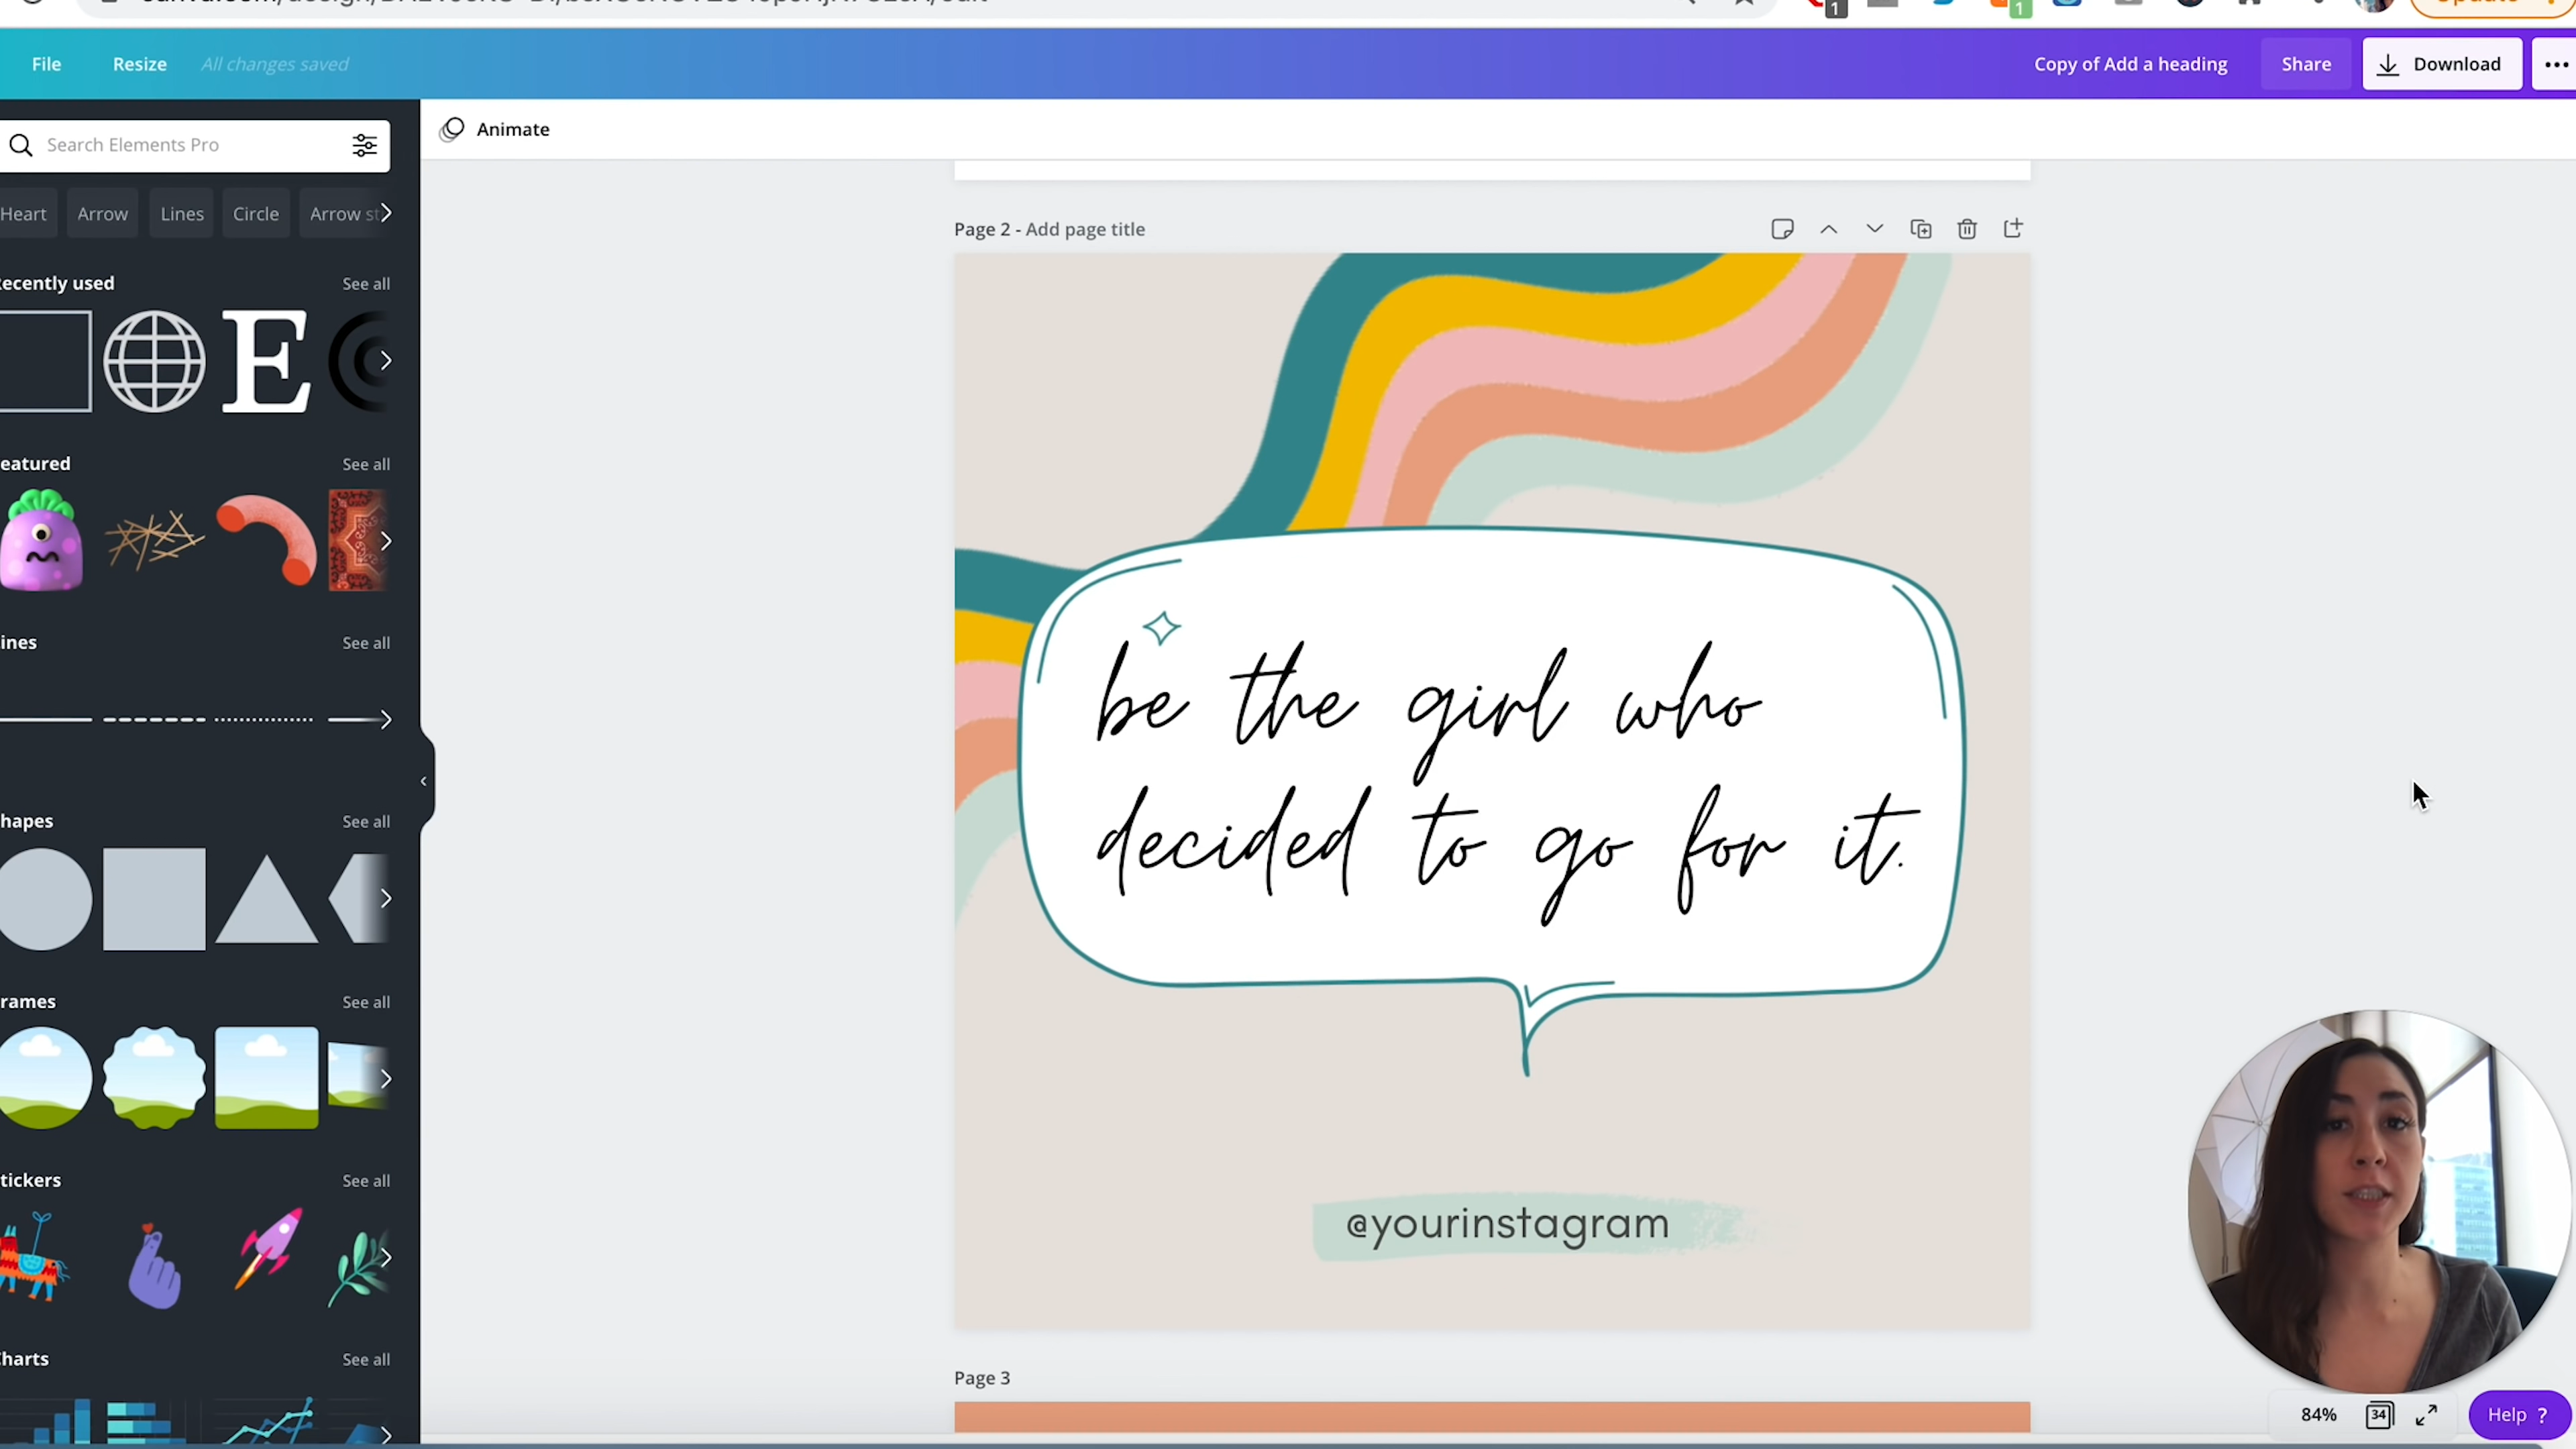 File Resize All changes saved Copy of Add a heading Share Download
Search Elements Pro
Animate
Heart Arrow Lines Circle Arrow st
Page 2 - Add page title
ecently used See all
E
eatured See all
ines See all
be the girl who
decided to go for it.
hapes See all
rames See all
tickers See all
@yourinstagram
harts See all
Page 3
84% 34 Help ?